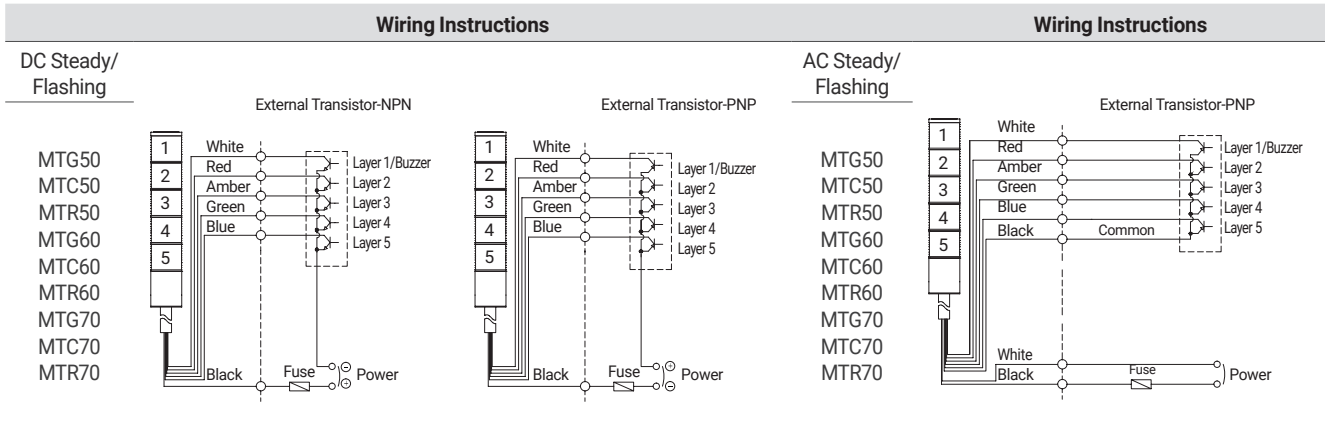 Wiring Instructions
Wiring Instructions
DC Steady/
Flashing
MTG50
MTC50
MTR50
MTG60
MTC60
MTR60
MTG70
MTC70
MTR70
External Transistor-NPN
1
2
3
4
5
White
Red
Amber
Green
Blue
Layer 1/Buzzer
Layer 2
Layer 3
Layer 4
Layer 5
Black
Fuse
⊖
⊕
Power
External Transistor-PNP
1
2
3
4
5
White
Red
Amber
Green
Blue
Layer 1/Buzzer
Layer 2
Layer 3
Layer 4
Layer 5
Black
Fuse
⊕
⊖
Power
AC Steady/
Flashing
MTG50
MTC50
MTR50
MTG60
MTC60
MTR60
MTG70
MTC70
MTR70
External Transistor-PNP
1
2
3
4
5
White
Red
Amber
Green
Blue
Black
Common
Layer 1/Buzzer
Layer 2
Layer 3
Layer 4
Layer 5
White
Black
Fuse
Power